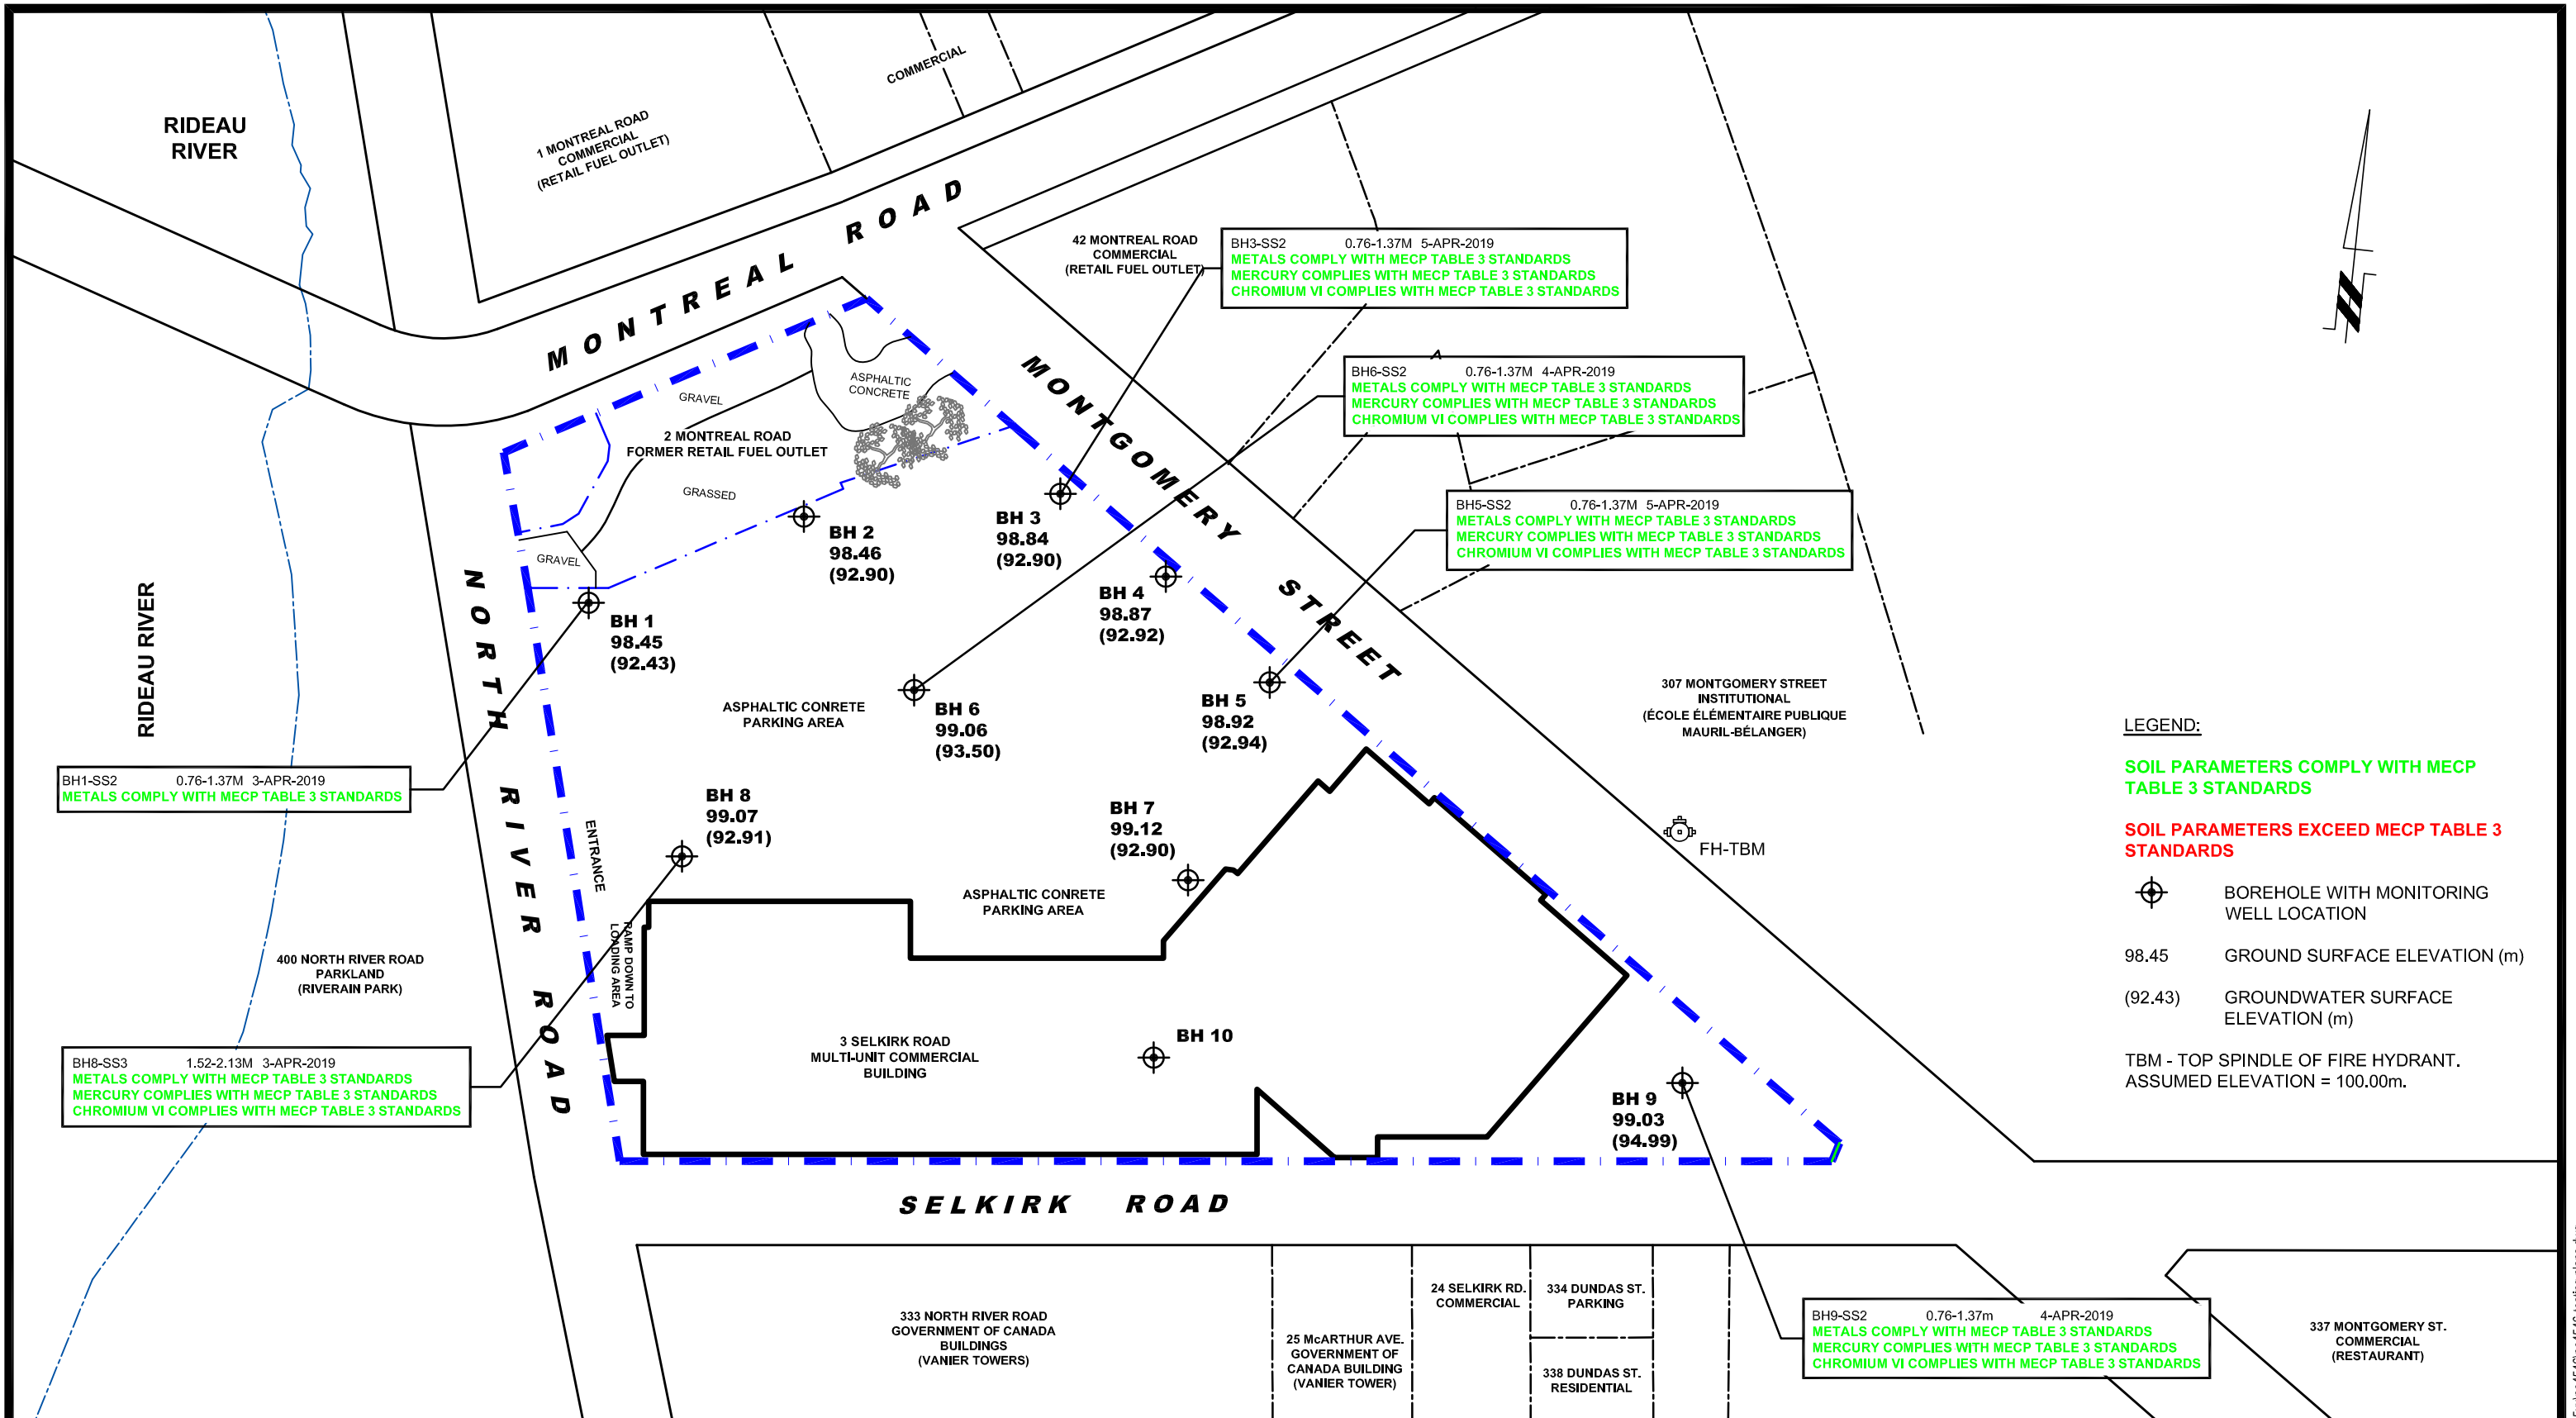 RIDEAU
RIVER
1 MONTREAL ROAD
COMMERCIAL
(RETAIL FUEL OUTLET)
COMMERCIAL
MONTREAL ROAD
42 MONTREAL ROAD
COMMERCIAL
(RETAIL FUEL OUTLET)
BH3-SS2 0.76-1.37M 5-APR-2019
METALS COMPLY WITH MECP TABLE 3 STANDARDS
MERCURY COMPLIES WITH MECP TABLE 3 STANDARDS
CHROMIUM VI COMPLIES WITH MECP TABLE 3 STANDARDS
BH6-SS2 0.76-1.37M 4-APR-2019
METALS COMPLY WITH MECP TABLE 3 STANDARDS
MERCURY COMPLIES WITH MECP TABLE 3 STANDARDS
CHROMIUM VI COMPLIES WITH MECP TABLE 3 STANDARDS
BH5-SS2 0.76-1.37M 5-APR-2019
METALS COMPLY WITH MECP TABLE 3 STANDARDS
MERCURY COMPLIES WITH MECP TABLE 3 STANDARDS
CHROMIUM VI COMPLIES WITH MECP TABLE 3 STANDARDS
ASPHALTIC
CONCRETE
GRAVEL
2 MONTREAL ROAD
FORMER RETAIL FUEL OUTLET
GRASSED
GRAVEL
MONTGOMERY STREET
BH 2
98.46
(92.90)
BH 3
98.84
(92.90)
BH 4
98.87
(92.92)
BH 1
98.45
(92.43)
BH 5
98.92
(92.94)
BH 6
99.06
(93.50)
ASPHALTIC CONRETE
PARKING AREA
RIDEAU RIVER
NORTH RIVER ROAD
307 MONTGOMERY STREET
INSTITUTIONAL
(ÉCOLE ÉLÉMENTAIRE PUBLIQUE
MAURIL-BÉLANGER)
BH1-SS2 0.76-1.37M 3-APR-2019
METALS COMPLY WITH MECP TABLE 3 STANDARDS
BH 8
99.07
(92.91)
BH 7
99.12
(92.90)
ENTRANCE
RAMP DOWN TO
LOADING AREA
ASPHALTIC CONRETE
PARKING AREA
FH-TBM
400 NORTH RIVER ROAD
PARKLAND
(RIVERAIN PARK)
BH8-SS3 1.52-2.13M 3-APR-2019
METALS COMPLY WITH MECP TABLE 3 STANDARDS
MERCURY COMPLIES WITH MECP TABLE 3 STANDARDS
CHROMIUM VI COMPLIES WITH MECP TABLE 3 STANDARDS
3 SELKIRK ROAD
MULTI-UNIT COMMERCIAL
BUILDING
BH 10
BH 9
99.03
(94.99)
SELKIRK ROAD
LEGEND:
SOIL PARAMETERS COMPLY WITH MECP
TABLE 3 STANDARDS
SOIL PARAMETERS EXCEED MECP TABLE 3
STANDARDS
BOREHOLE WITH MONITORING
WELL LOCATION
98.45 GROUND SURFACE ELEVATION (m)
(92.43) GROUNDWATER SURFACE
ELEVATION (m)
TBM - TOP SPINDLE OF FIRE HYDRANT.
ASSUMED ELEVATION = 100.00m.
333 NORTH RIVER ROAD
GOVERNMENT OF CANADA
BUILDINGS
(VANIER TOWERS)
25 McARTHUR AVE.
GOVERNMENT OF
CANADA BUILDING
(VANIER TOWER)
24 SELKIRK RD.
COMMERCIAL
334 DUNDAS ST.
PARKING
338 DUNDAS ST.
RESIDENTIAL
BH9-SS2 0.76-1.37m 4-APR-2019
METALS COMPLY WITH MECP TABLE 3 STANDARDS
MERCURY COMPLIES WITH MECP TABLE 3 STANDARDS
CHROMIUM VI COMPLIES WITH MECP TABLE 3 STANDARDS
337 MONTGOMERY ST.
COMMERCIAL
(RESTAURANT)